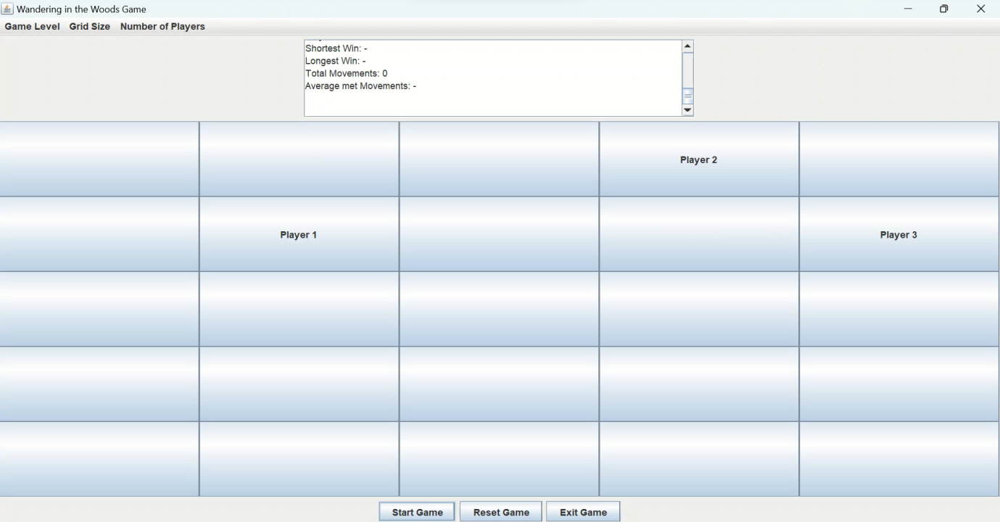 Wandering in the Woods Game
Game Level Grid Size Number of Players
Shortest Win: -
Longest Win: -
Total Movements: 0
Average met Movements: -
Player 2
Player 1 Player 3
Start Game Reset Game Exit Game